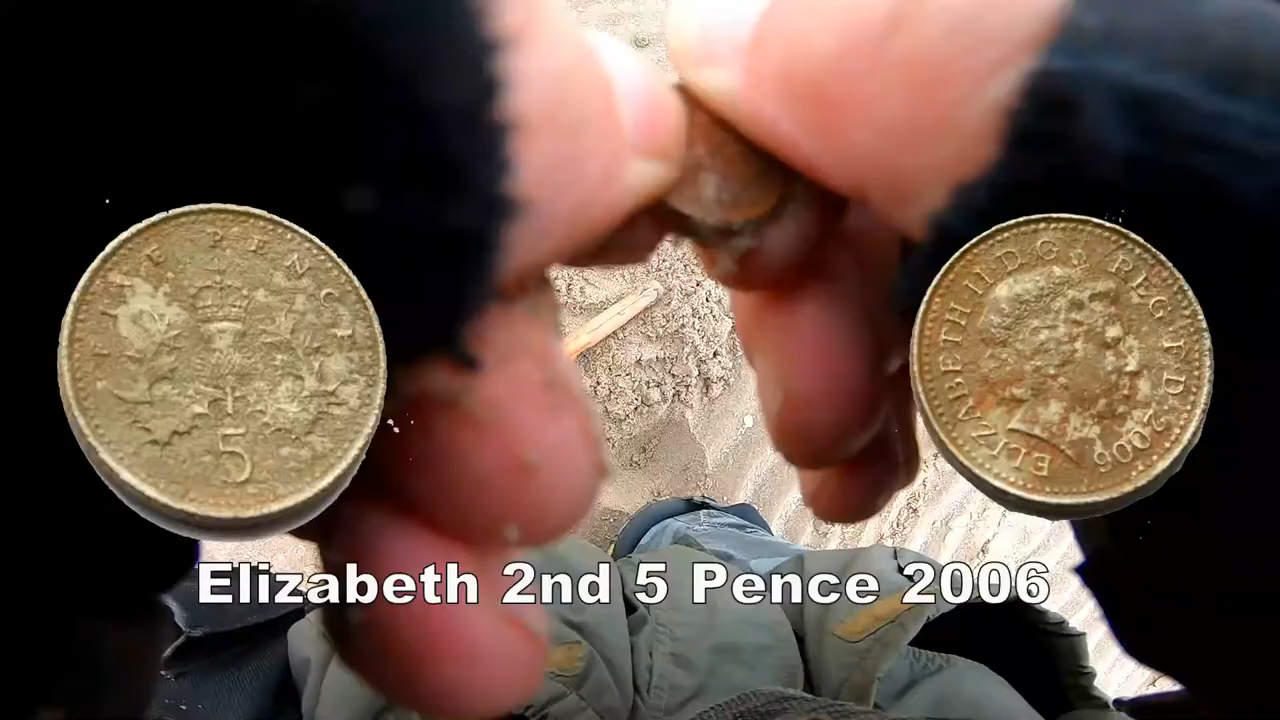 FIVE PENCE
5
ELIZABETH II D·G REG·F·D·2006
Elizabeth 2nd 5 Pence 2006